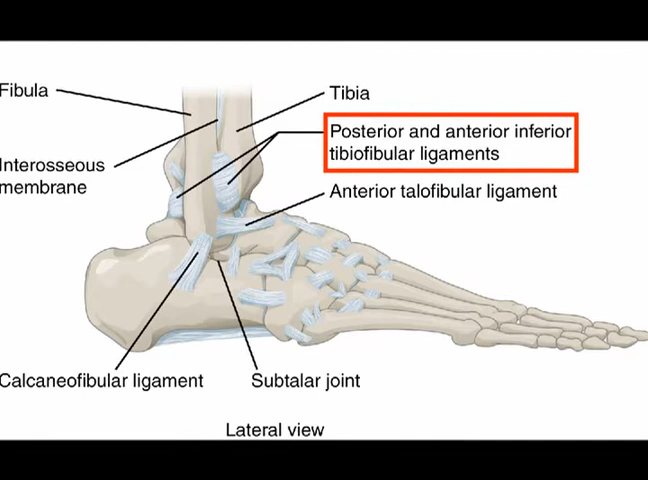 Fibula
Tibia
Posterior and anterior inferior
tibiofibular ligaments
Interosseous
membrane
Anterior talofibular ligament
Calcaneofibular ligament
Subtalar joint
Lateral view